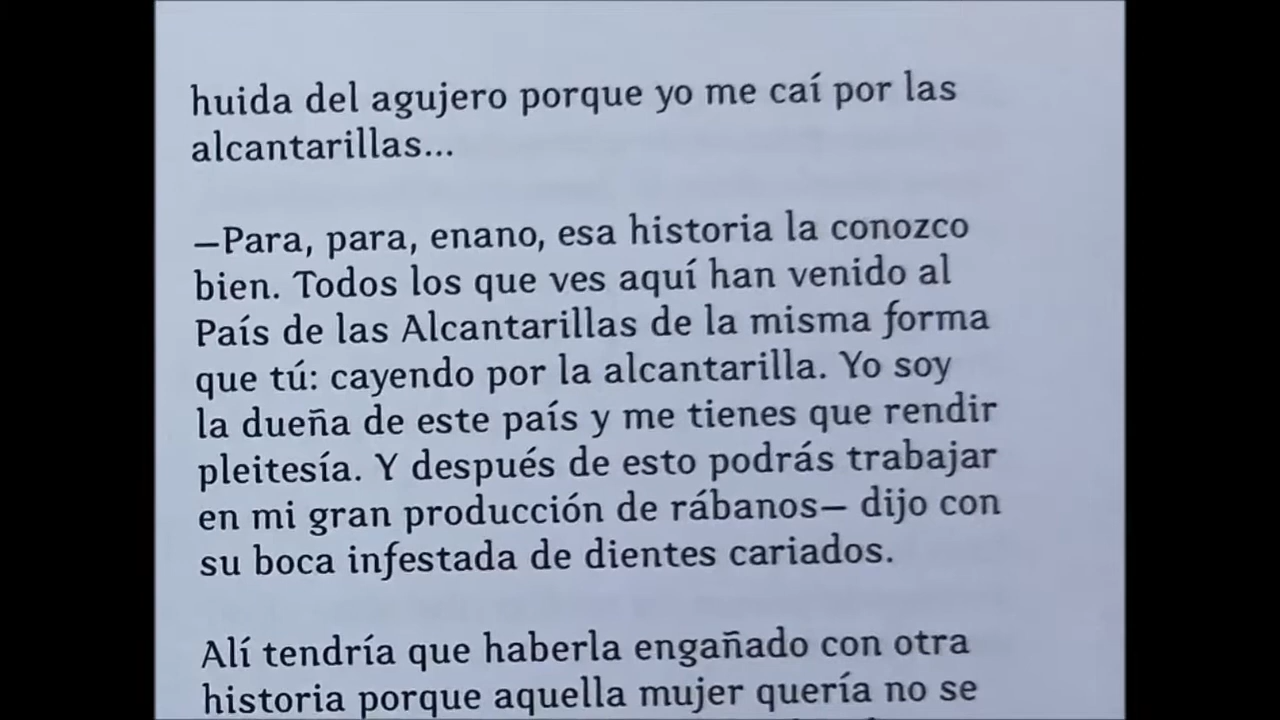 huida del agujero porque yo me caí por las
alcantarillas...
—Para, para, enano, esa historia la conozco
bien. Todos los que ves aquí han venido al
País de las Alcantarillas de la misma forma
que tú: cayendo por la alcantarilla. Yo soy
la dueña de este país y me tienes que rendir
pleitesía. Y después de esto podrás trabajar
en mi gran producción de rábanos— dijo con
su boca infestada de dientes cariados.
Alí tendría que haberla engañado con otra
historia porque aquella mujer quería no se